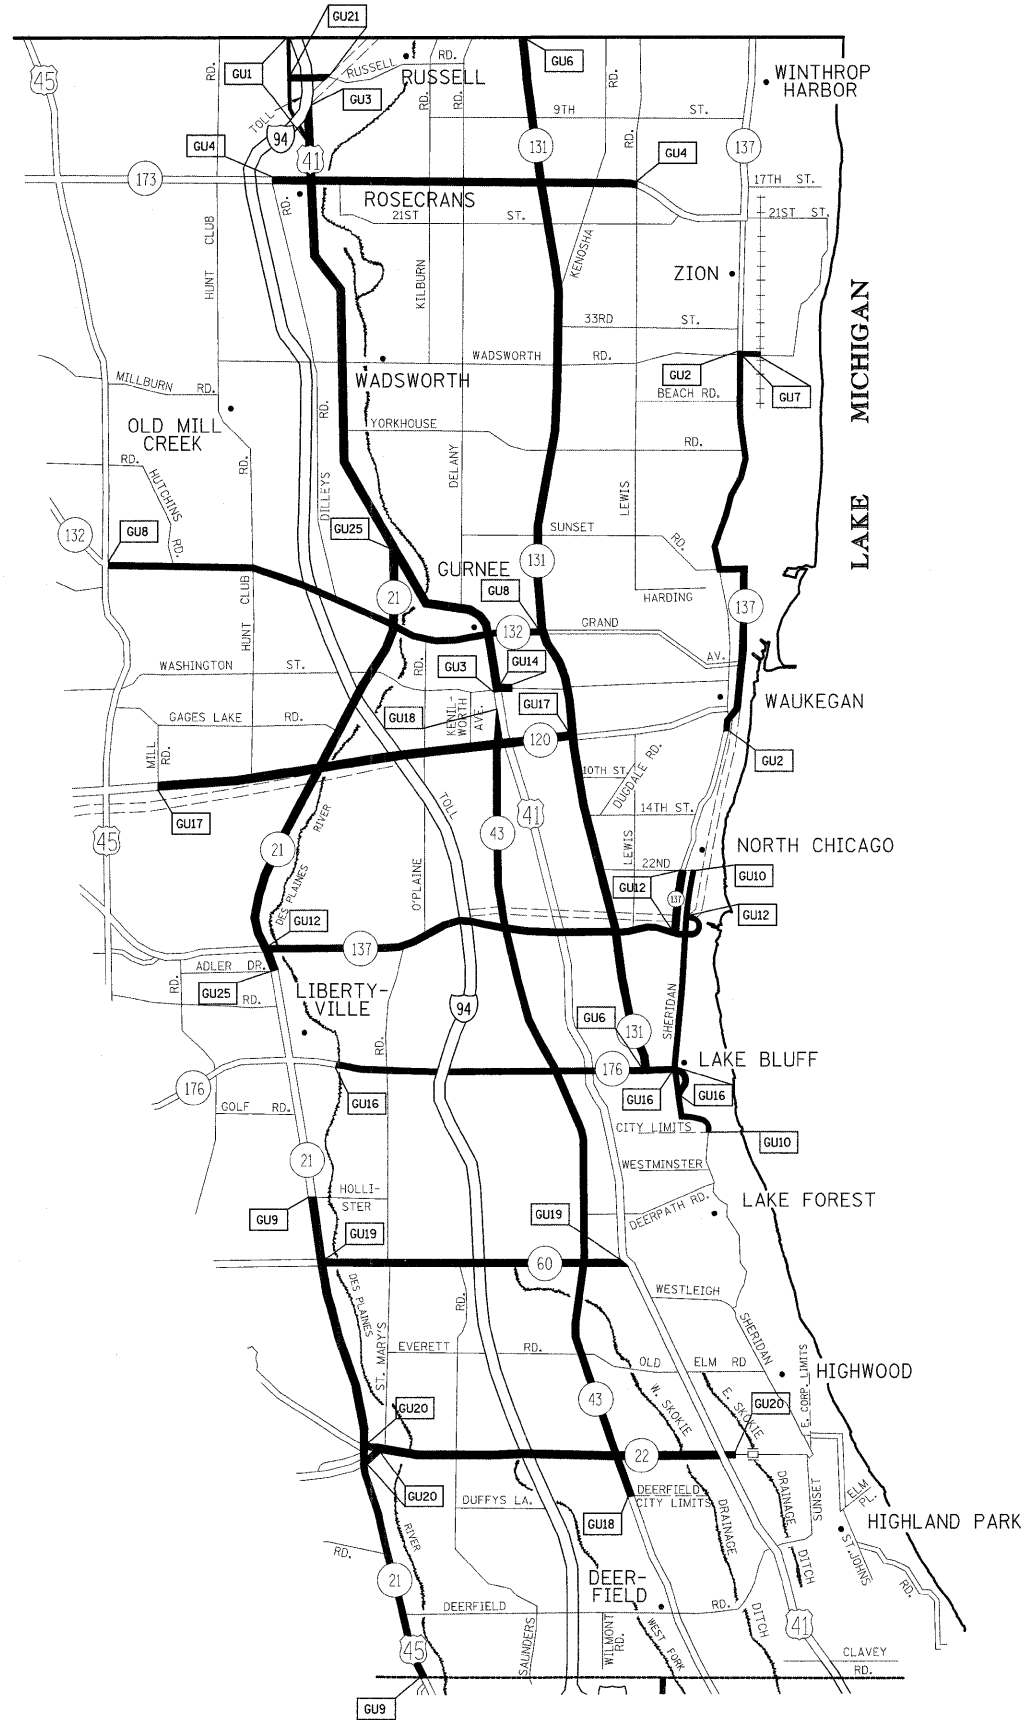 GU21
45
RD.
GU1
RUSSELL
RD.
RUSSELL
GU3
RD.
RD.
GU6
RD.
WINTHROP
HARBOR
TOLL
94
9TH
ST.
GU4
41
131
RD.
GU4
137
173
17TH ST.
ROSECRANS
RD.
21ST
ST.
21ST
ST.
HUNT CLUB
KILBURN
KENOSHA
ZION
LAKE MICHIGAN
33RD
ST.
WADSWORTH
RD.
WADSWORTH
GU2
GU7
MILLBURN
RD.
BEACH RD.
OLD MILL
CREEK
RD.
YORKHOUSE
RD.
RD.
HUTCHINS
RD.
RD.
DILLEYS
DELANY
LEWIS
GU25
SUNSET
RD.
132
GU8
GURNEE
131
GU8
21
HARDING
137
HUNT CLUB
132
GRAND
AV.
WASHINGTON
ST.
RD.
GU3
GU14
WAUKEGAN
GU18
KENILL-
WORTH
AVE.
GU17
GAGES LAKE
RD.
MILL
RD.
120
GU2
10TH ST.
DUGDALE RD.
GU17
TOLL
41
14TH ST.
45
RIVER
43
21
LEWIS
NORTH CHICAGO
22ND
GU10
DES PLAINES
O'PLAINE
GU12
137
GU12
GU12
137
ADLER DR.
RD.
GU25
RD.
LIBERTY-
VILLE
94
SHERIDAN
GU6
131
RD.
LAKE BLUFF
176
176
GU16
GU16
GU16
GOLF
RD.
CITY LIMITS
GU10
21
WESTMINSTER
HOLLI-
STER
DEERPATH RD.
LAKE FOREST
GU9
GU19
GU19
60
DES PLAINES
RD.
WESTLEIGH
SHERIDAN
ST. MARY'S
EVERETT
RD.
OLD
ELM RD
E. CORP. LIMITS
HIGHWOOD
W. SKOKIE
E. SKOKIE
43
GU20
GU20
22
GU20
DUFFYS LA.
DEERFIELD
CITY LIMITS
DRAINAGE
DRAINAGE
SUNSET
ELM
PL.
GU18
HIGHLAND PARK
RIVER
RD.
ST.JOHNS
RD.
DITCH
21
DEER-
FIELD
DEERFIELD
RD.
DITCH
41
SAUNDERS
WILMONT
RD.
WEST FORK
45
CLAVEY
RD.
GU9